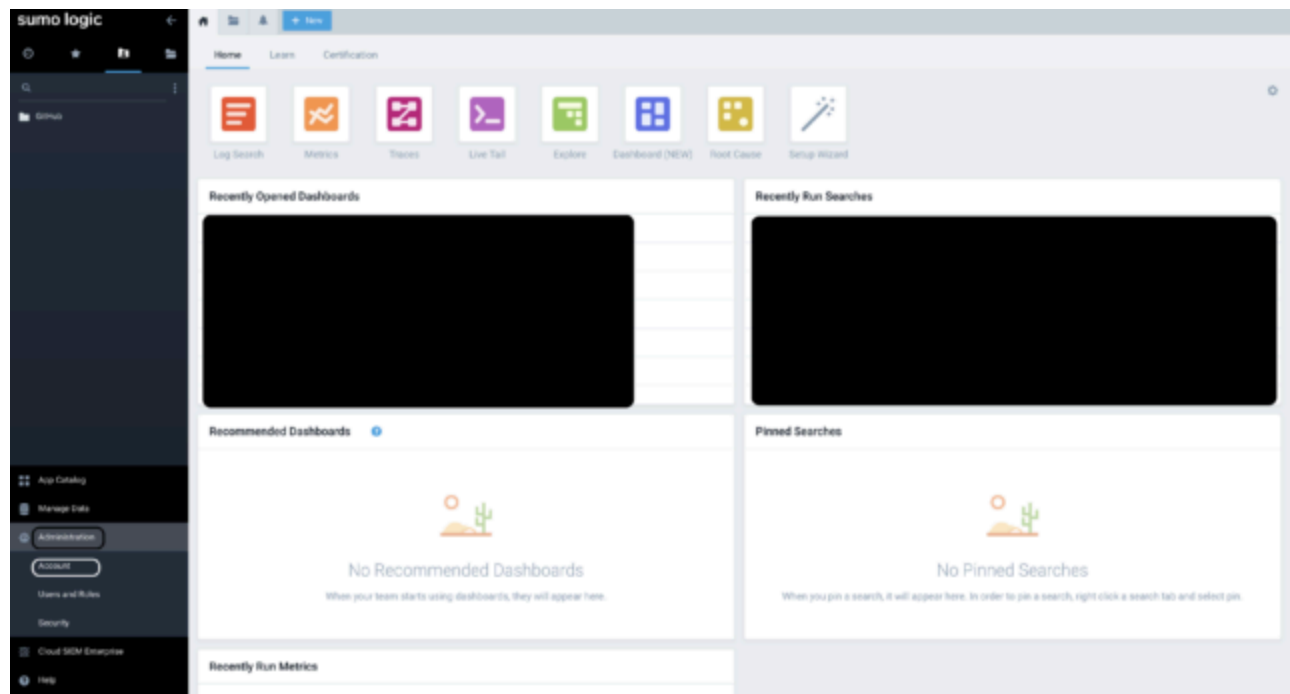 sumo logic
+ New
Home Learn Certification
GitHub
Log Search Metrics Traces Live Tail Explore Dashboard (NEW) Root Cause Setup Wizard
Recently Opened Dashboards
Recently Run Searches
Recommended Dashboards
Pinned Searches
No Recommended Dashboards
When your team starts using dashboards, they will appear here.
No Pinned Searches
When you pin a search, it will appear here. In order to pin a search, right click a search tab and select pin.
Recently Run Metrics
App Catalog
Manage Data
Administration
Account
Users and Roles
Security
Cloud SIEM Enterprise
Help